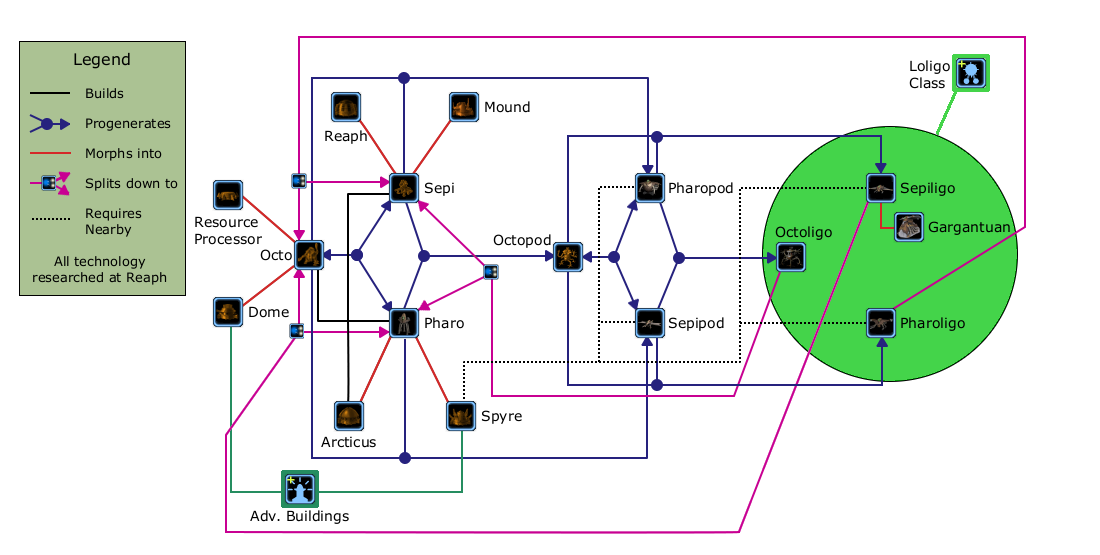 Legend
Builds
Progenerates
Morphs into
Splits down to
Requires
Nearby
All technology
researched at Reaph
Loligo
Class
Reaph
Mound
Sepi
Pharopod
Sepiligo
Resource
Processor
Gargantuan
Octo
Octopod
Octoligo
Dome
Pharo
Sepipod
Pharoligo
Arcticus
Spyre
Adv. Buildings